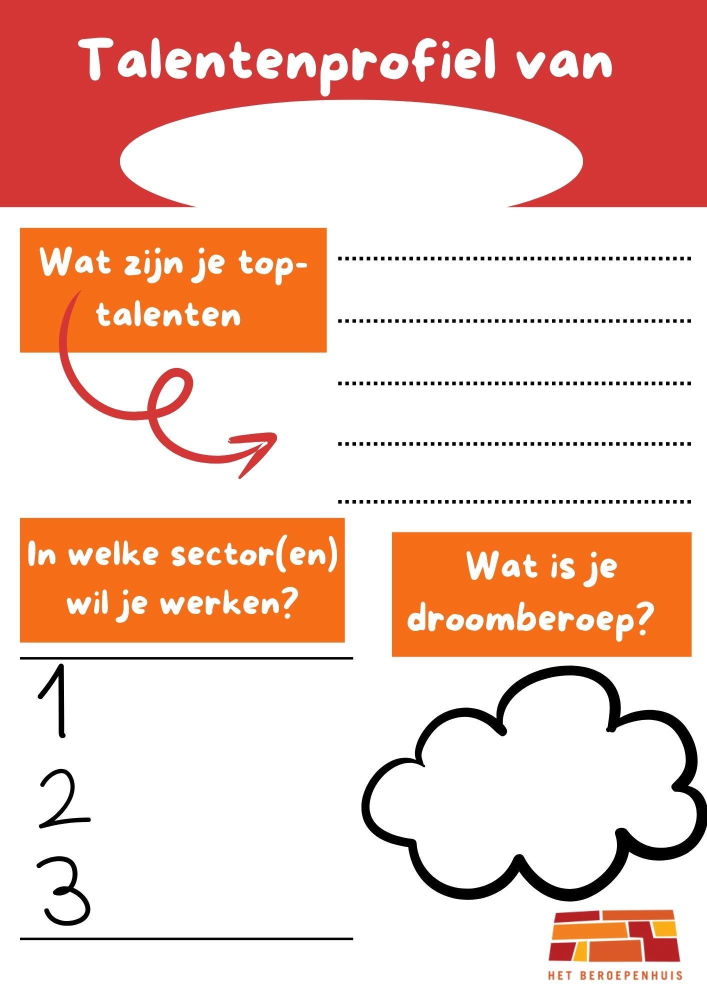 Talentenprofiel van
Wat zijn je top-
talenten
In welke sector(en)
wil je werken?
1
2
3
Wat is je
droomberoep?
HET BEROEPENHUIS